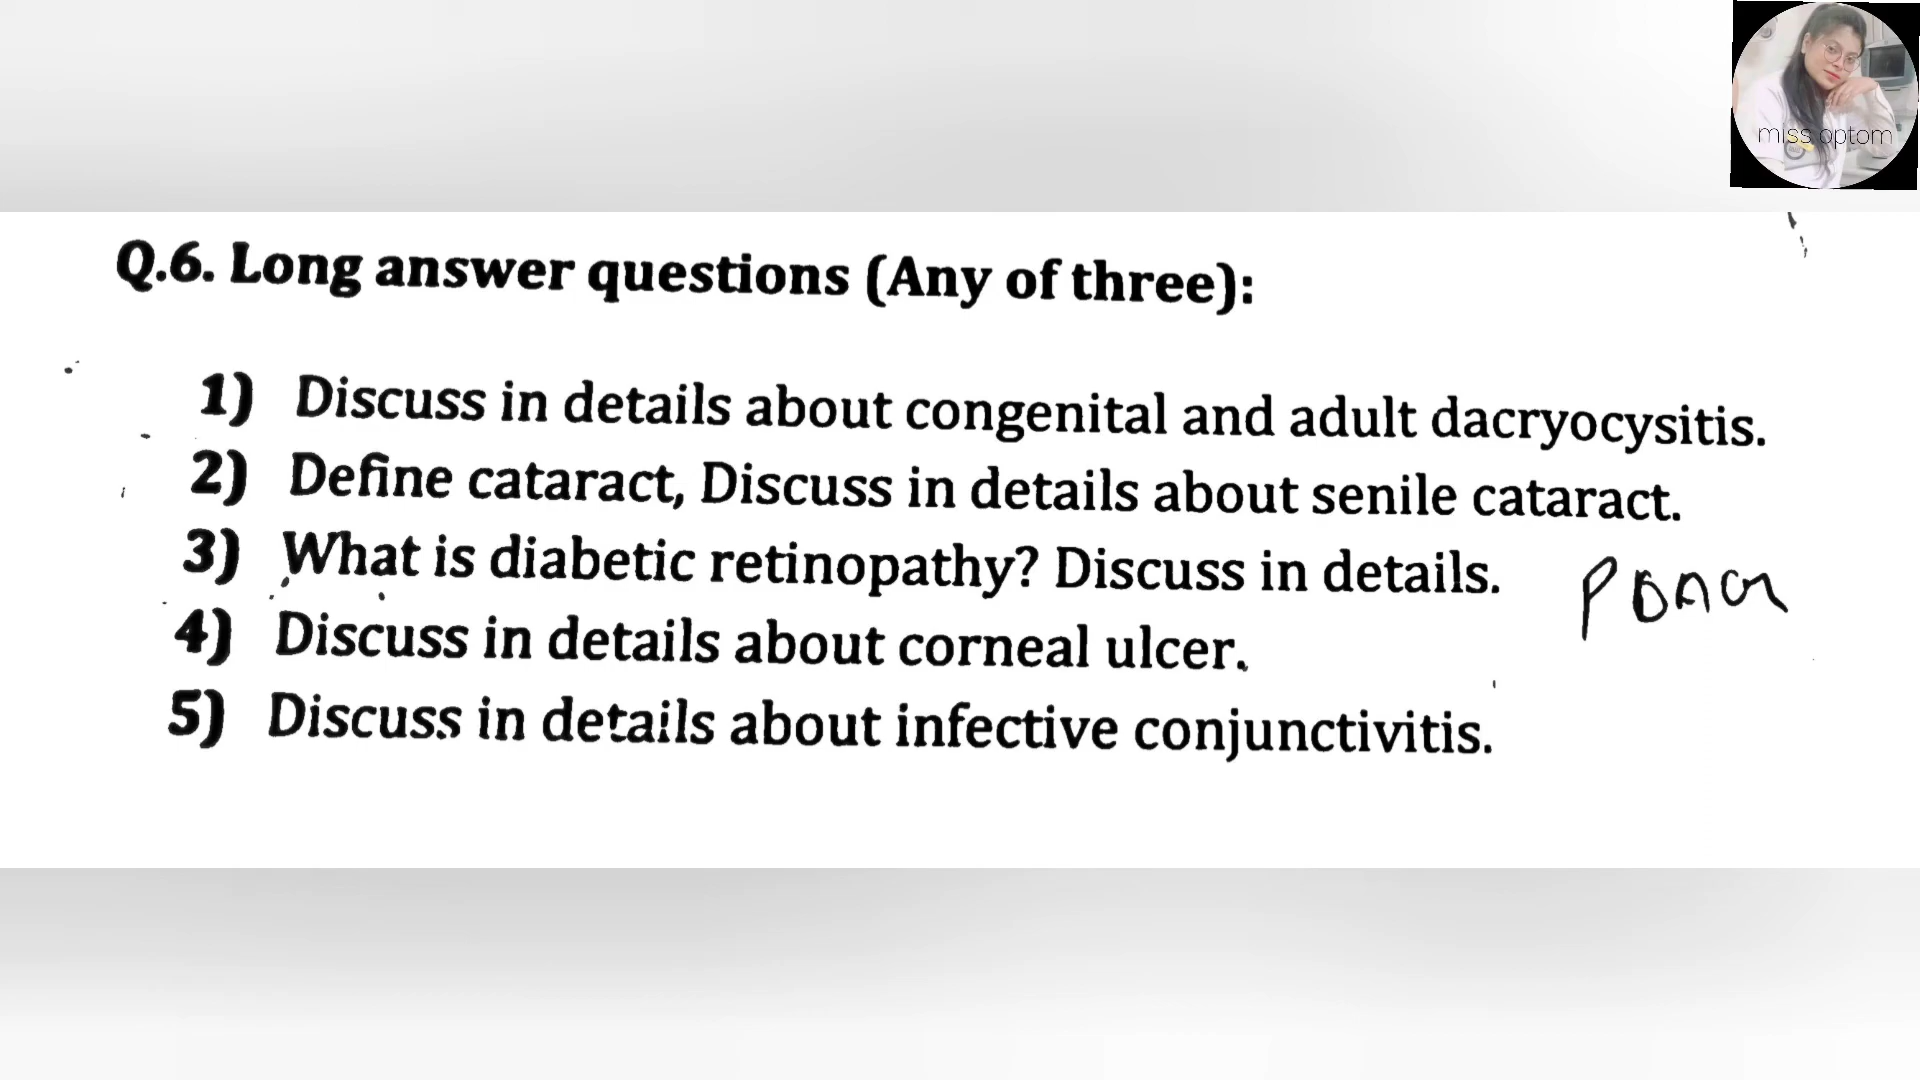 miss.optom
Q.6. Long answer questions (Any of three):
1) Discuss in details about congenital and adult dacryocysitis.
2) Define cataract, Discuss in details about senile cataract.
3) What is diabetic retinopathy? Discuss in details.
4) Discuss in details about corneal ulcer.
5) Discuss in details about infective conjunctivitis.